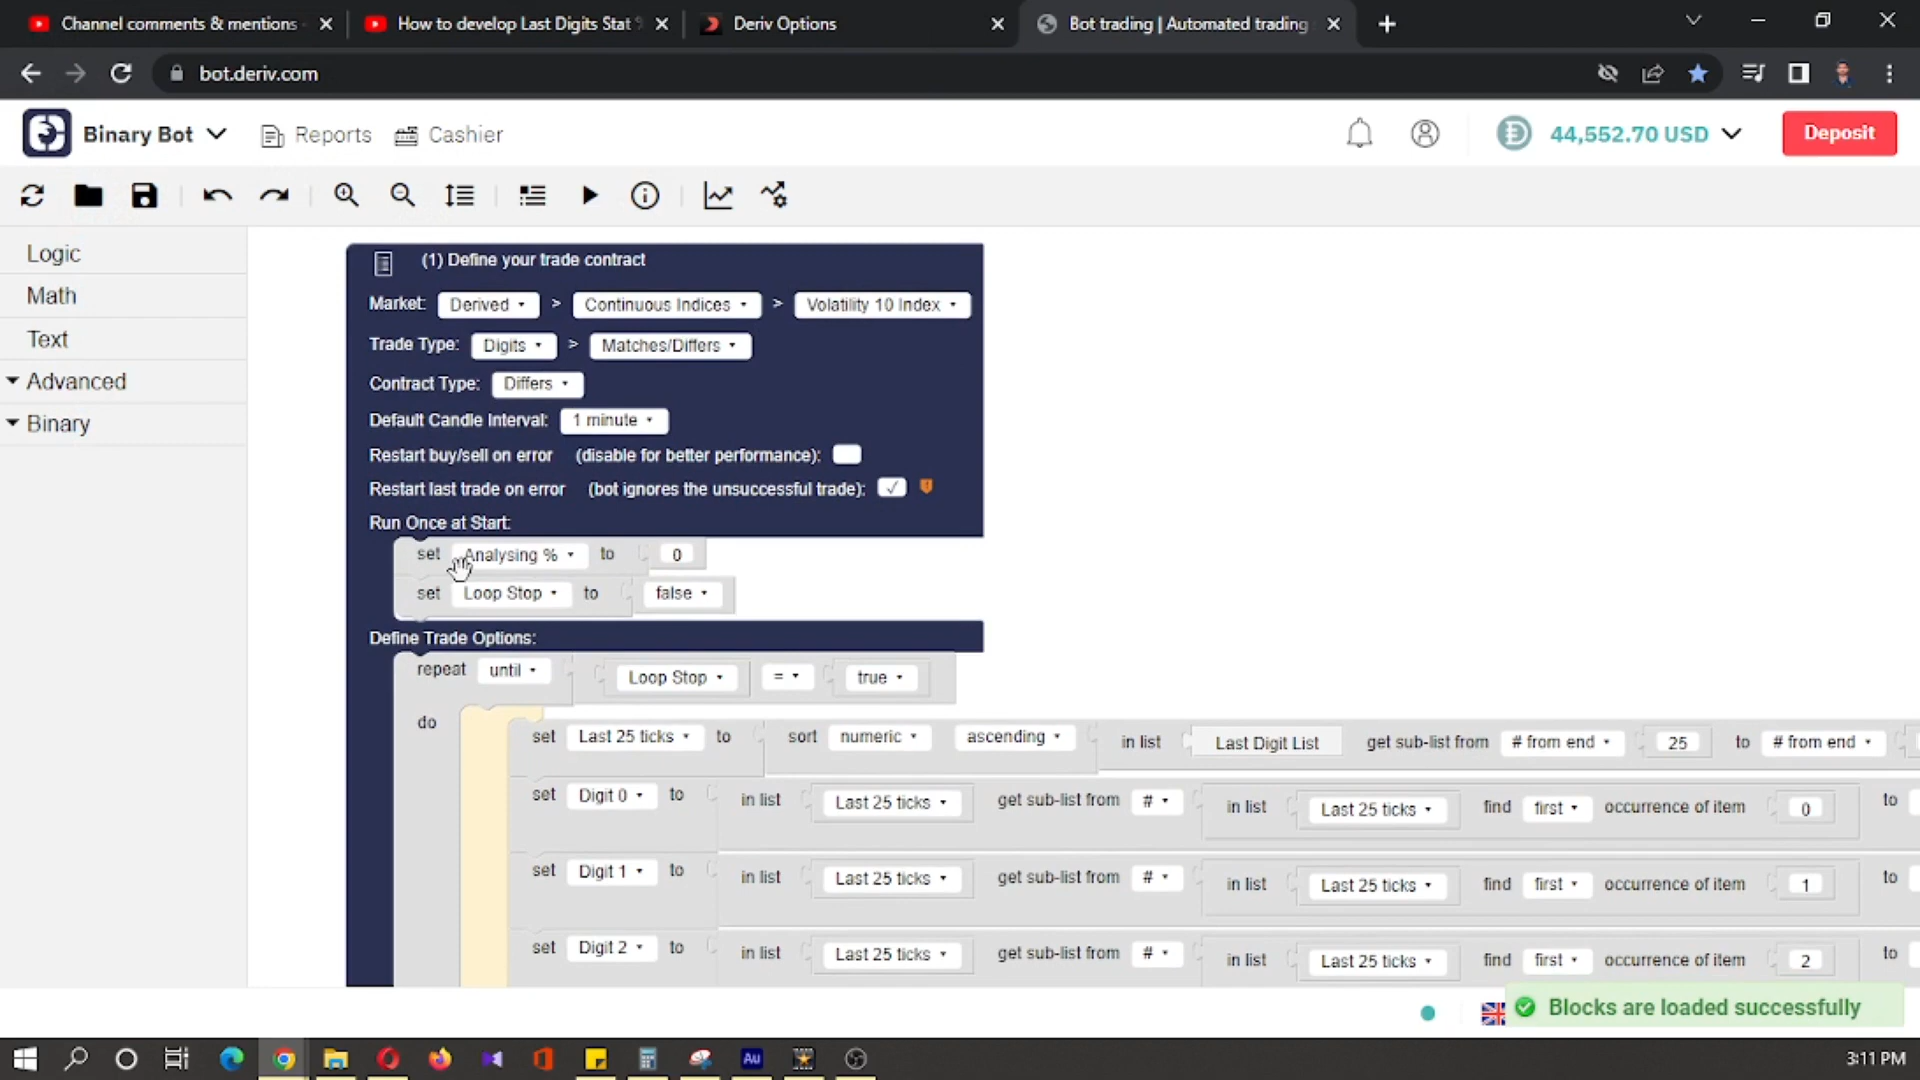 Channel comments & mentions
How to develop Last Digits Stat
Deriv Options
Bot trading | Automated trading
bot.deriv.com
Binary Bot
Reports
Cashier
44,552.70 USD
Deposit
Logic
Math
Text
Advanced
Binary
(1) Define your trade contract
Market: Derived > Continuous Indices > Volatility 10 Index
Trade Type: Digits > Matches/Differs
Contract Type: Differs
Default Candle Interval: 1 minute
Restart buy/sell on error (disable for better performance):
Restart last trade on error (bot ignores the unsuccessful trade): ✓
Run Once at Start:
set Analysing % to 0
set Loop Stop to false
Define Trade Options:
repeat until Loop Stop = true
do
set Last 25 ticks to sort numeric ascending in list Last Digit List get sub-list from # from end 25 to # from end
set Digit 0 to in list Last 25 ticks get sub-list from # in list Last 25 ticks find first occurrence of item 0 to
set Digit 1 to in list Last 25 ticks get sub-list from # in list Last 25 ticks find first occurrence of item 1 to
set Digit 2 to in list Last 25 ticks get sub-list from # in list Last 25 ticks find first occurrence of item 2 to
Blocks are loaded successfully
Au
3:11 PM